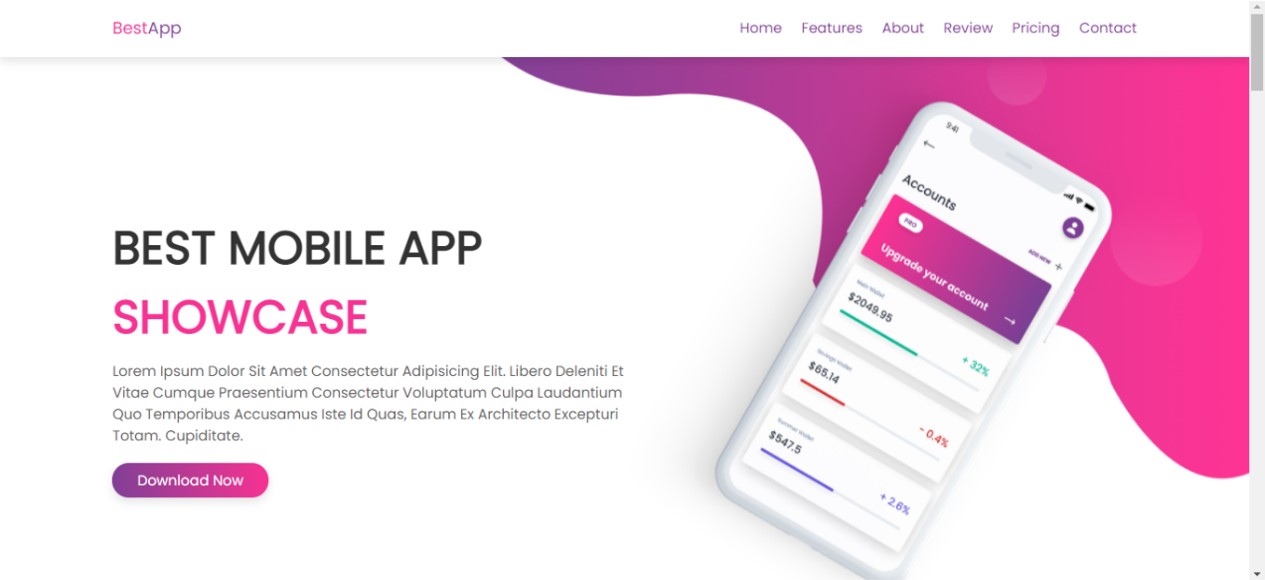 BestApp
Home Features About Review Pricing Contact
BEST MOBILE APP
SHOWCASE
Lorem Ipsum Dolor Sit Amet Consectetur Adipisicing Elit. Libero Deleniti Et
Vitae Cumque Praesentium Consectetur Voluptatum Culpa Laudantium
Quo Temporibus Accusamus Iste Id Quas, Earum Ex Architecto Excepturi
Totam. Cupiditate.
Download Now
9:41
Accounts
ADD NEW +
PRO
Upgrade your account
Main Wallet
$2049.95
+ 32%
Savings Wallet
$65.14
- 0.4%
Summer Wallet
$547.5
+ 2.6%